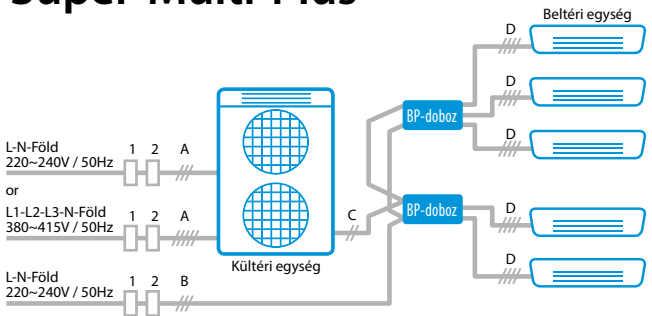 Super Multi Plus
Beltéri egység
D
D
BP-doboz
D
L-N-Föld
220~240V / 50Hz
1 2 A
or
L1-L2-L3-N-Föld
380~415V / 50Hz
1 2 A
C
BP-doboz
D
Kültéri egység
D
L-N-Föld
220~240V / 50Hz
1 2 B